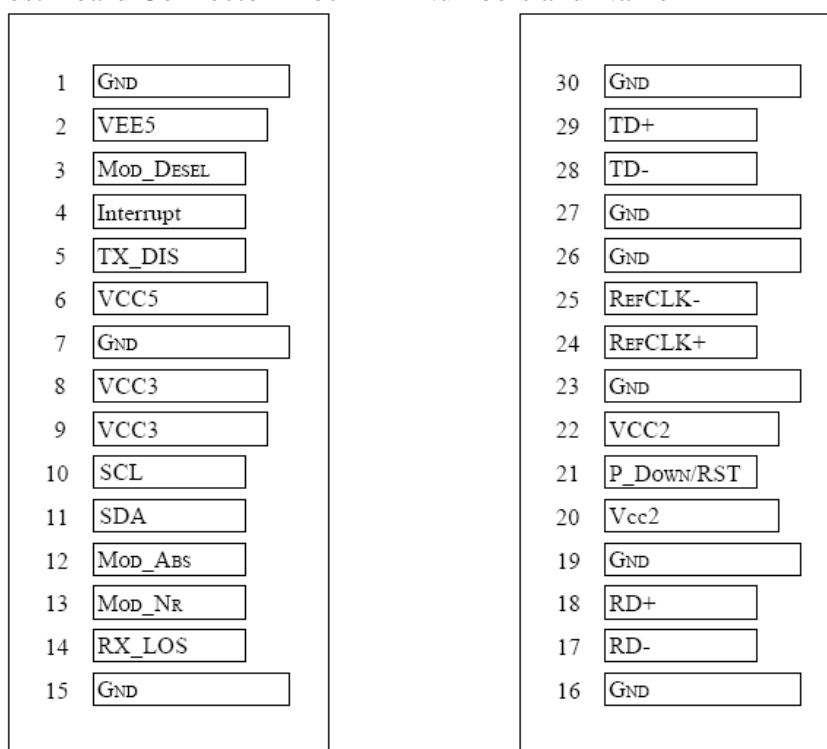 1 GND
2 VEE5
3 MOD_DESEL
4 Interrupt
5 TX_DIS
6 VCC5
7 GND
8 VCC3
9 VCC3
10 SCL
11 SDA
12 MOD_ABS
13 MOD_NR
14 RX_LOS
15 GND
30 GND
29 TD+
28 TD-
27 GND
26 GND
25 REFCLK-
24 REFCLK+
23 GND
22 VCC2
21 P_DOWN/RST
20 Vcc2
19 GND
18 RD+
17 RD-
16 GND